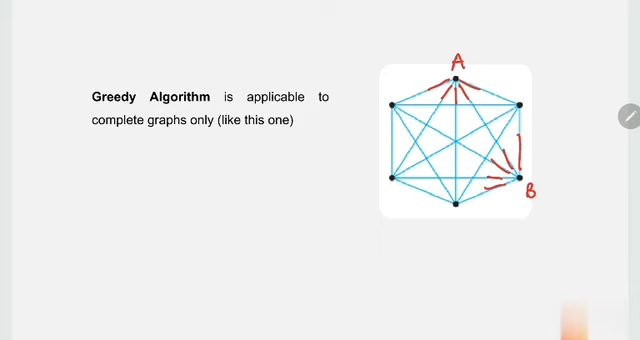 A
Greedy Algorithm is applicable to
complete graphs only (like this one)
B